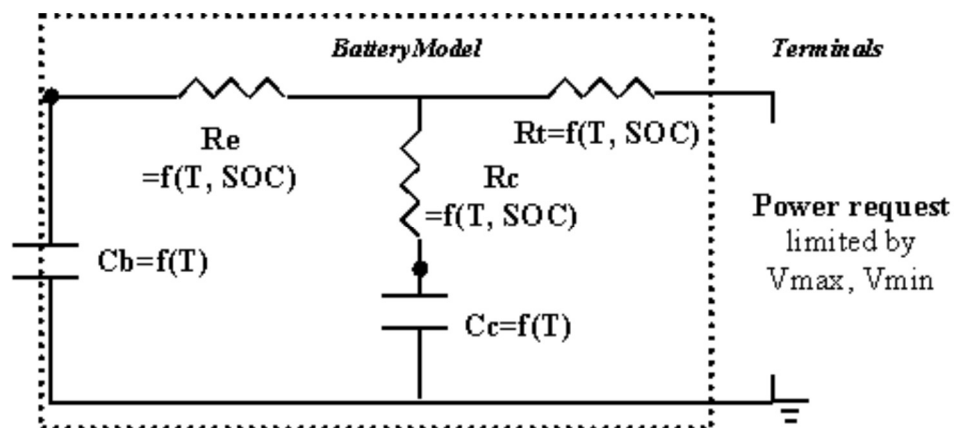 BatteryModel
Terminals
Re
=f(T, SOC)
Rt=f(T, SOC)
Rc
=f(T, SOC)
Cb=f(T)
Cc=f(T)
Power request
limited by
Vmax, Vmin